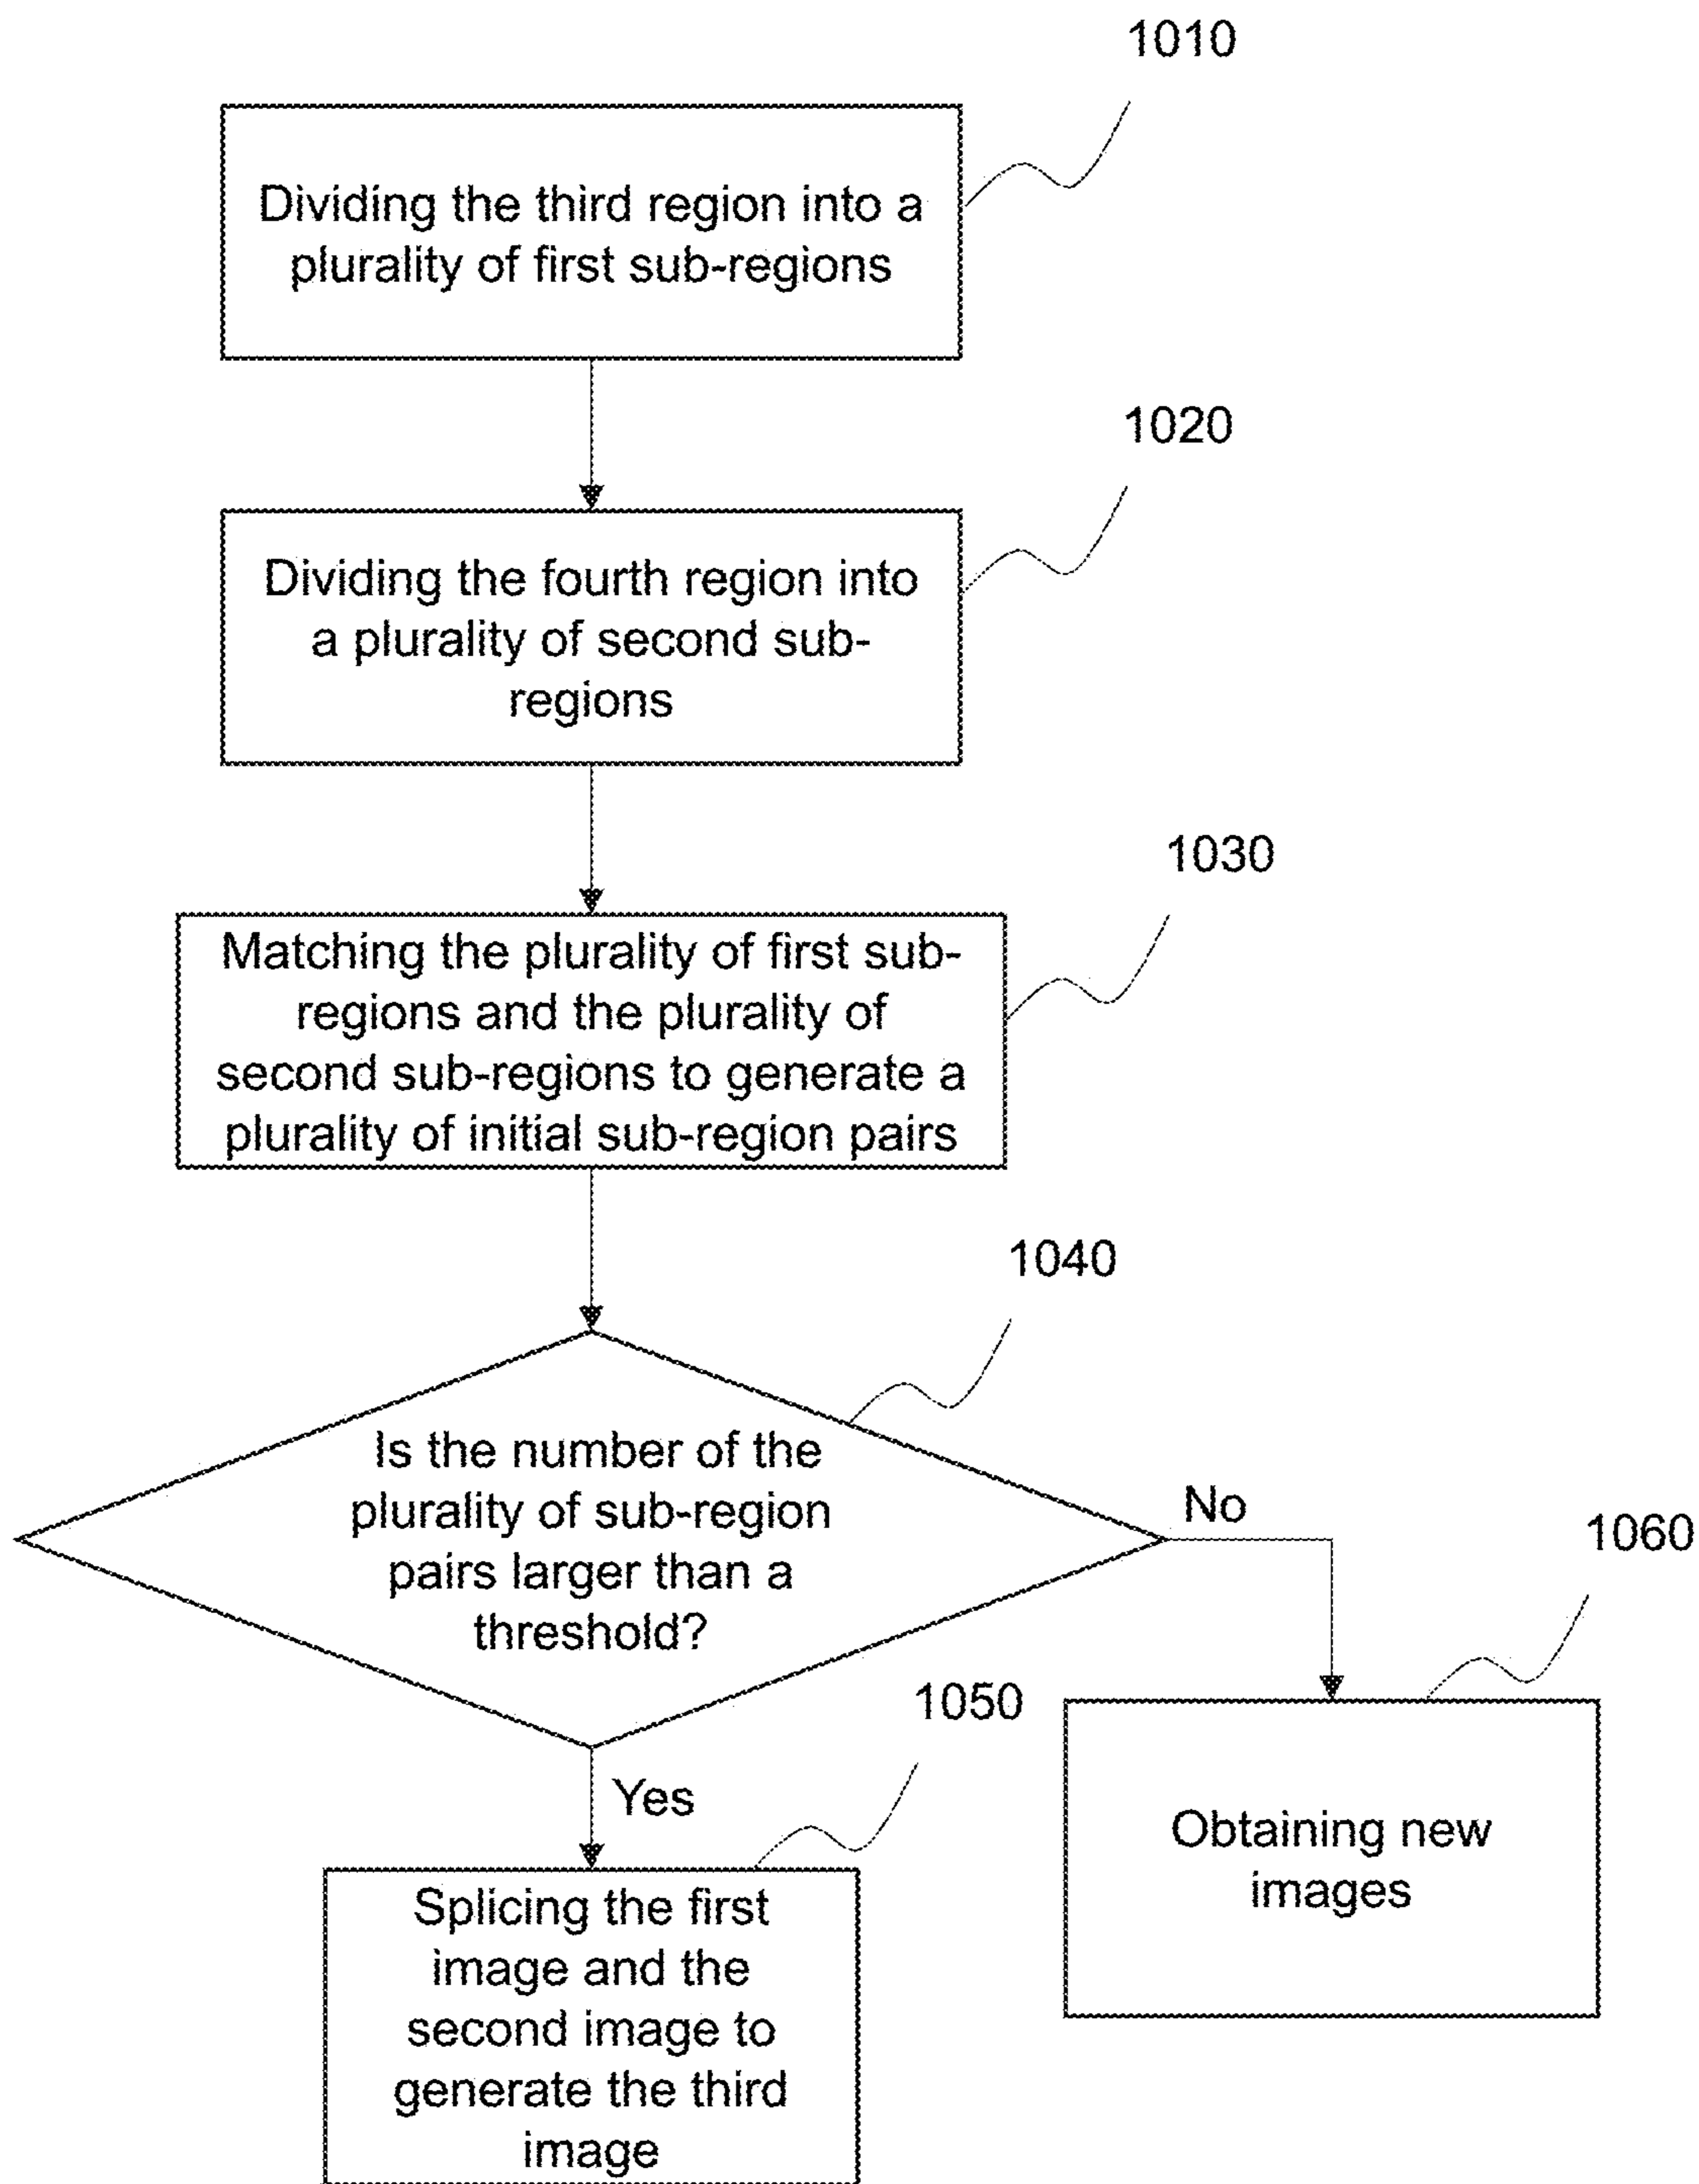 1010
Dividing the third region into a
plurality of first sub-regions
1020
Dividing the fourth region into
a plurality of second sub-
regions
1030
Matching the plurality of first sub-
regions and the plurality of
second sub-regions to generate a
plurality of initial sub-region pairs
1040
Is the number of the
plurality of sub-region
pairs larger than a
threshold?
No
1060
1050
Yes
Obtaining new
images
Splicing the first
image and the
second image to
generate the third
image